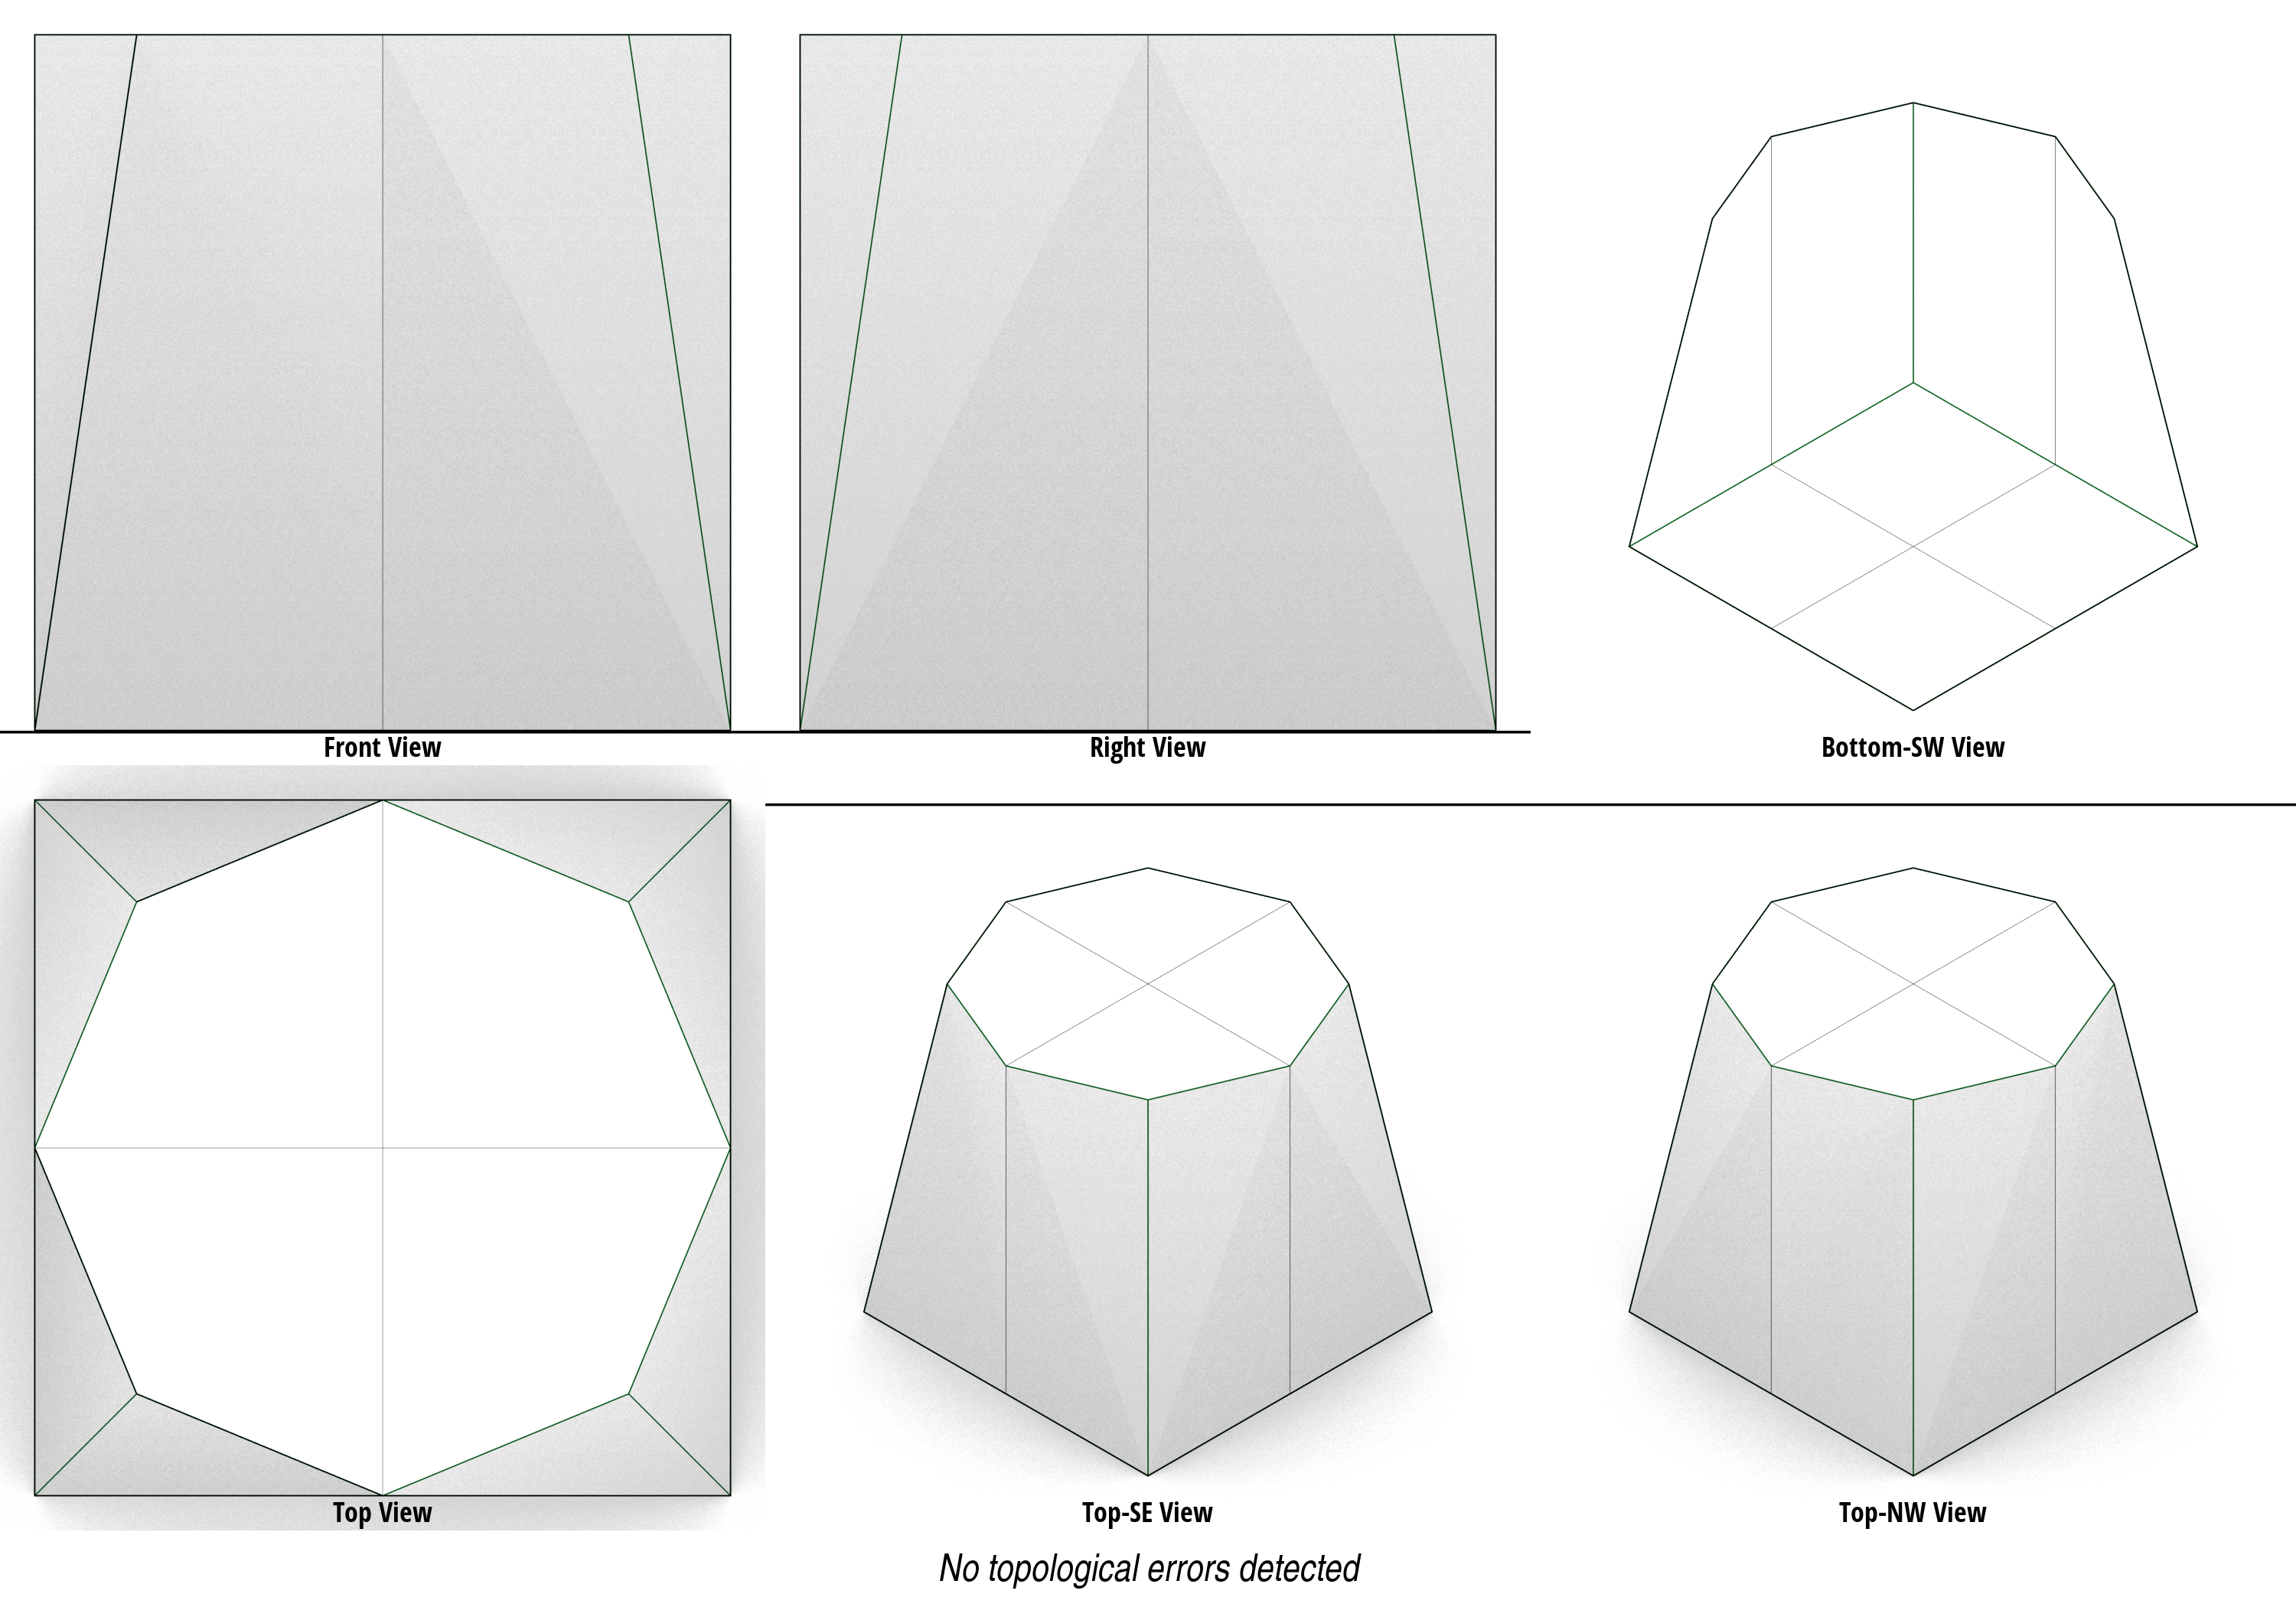 Front View
Right View
Bottom-SW View
Top View
Top-SE View
Top-NW View
No topological errors detected